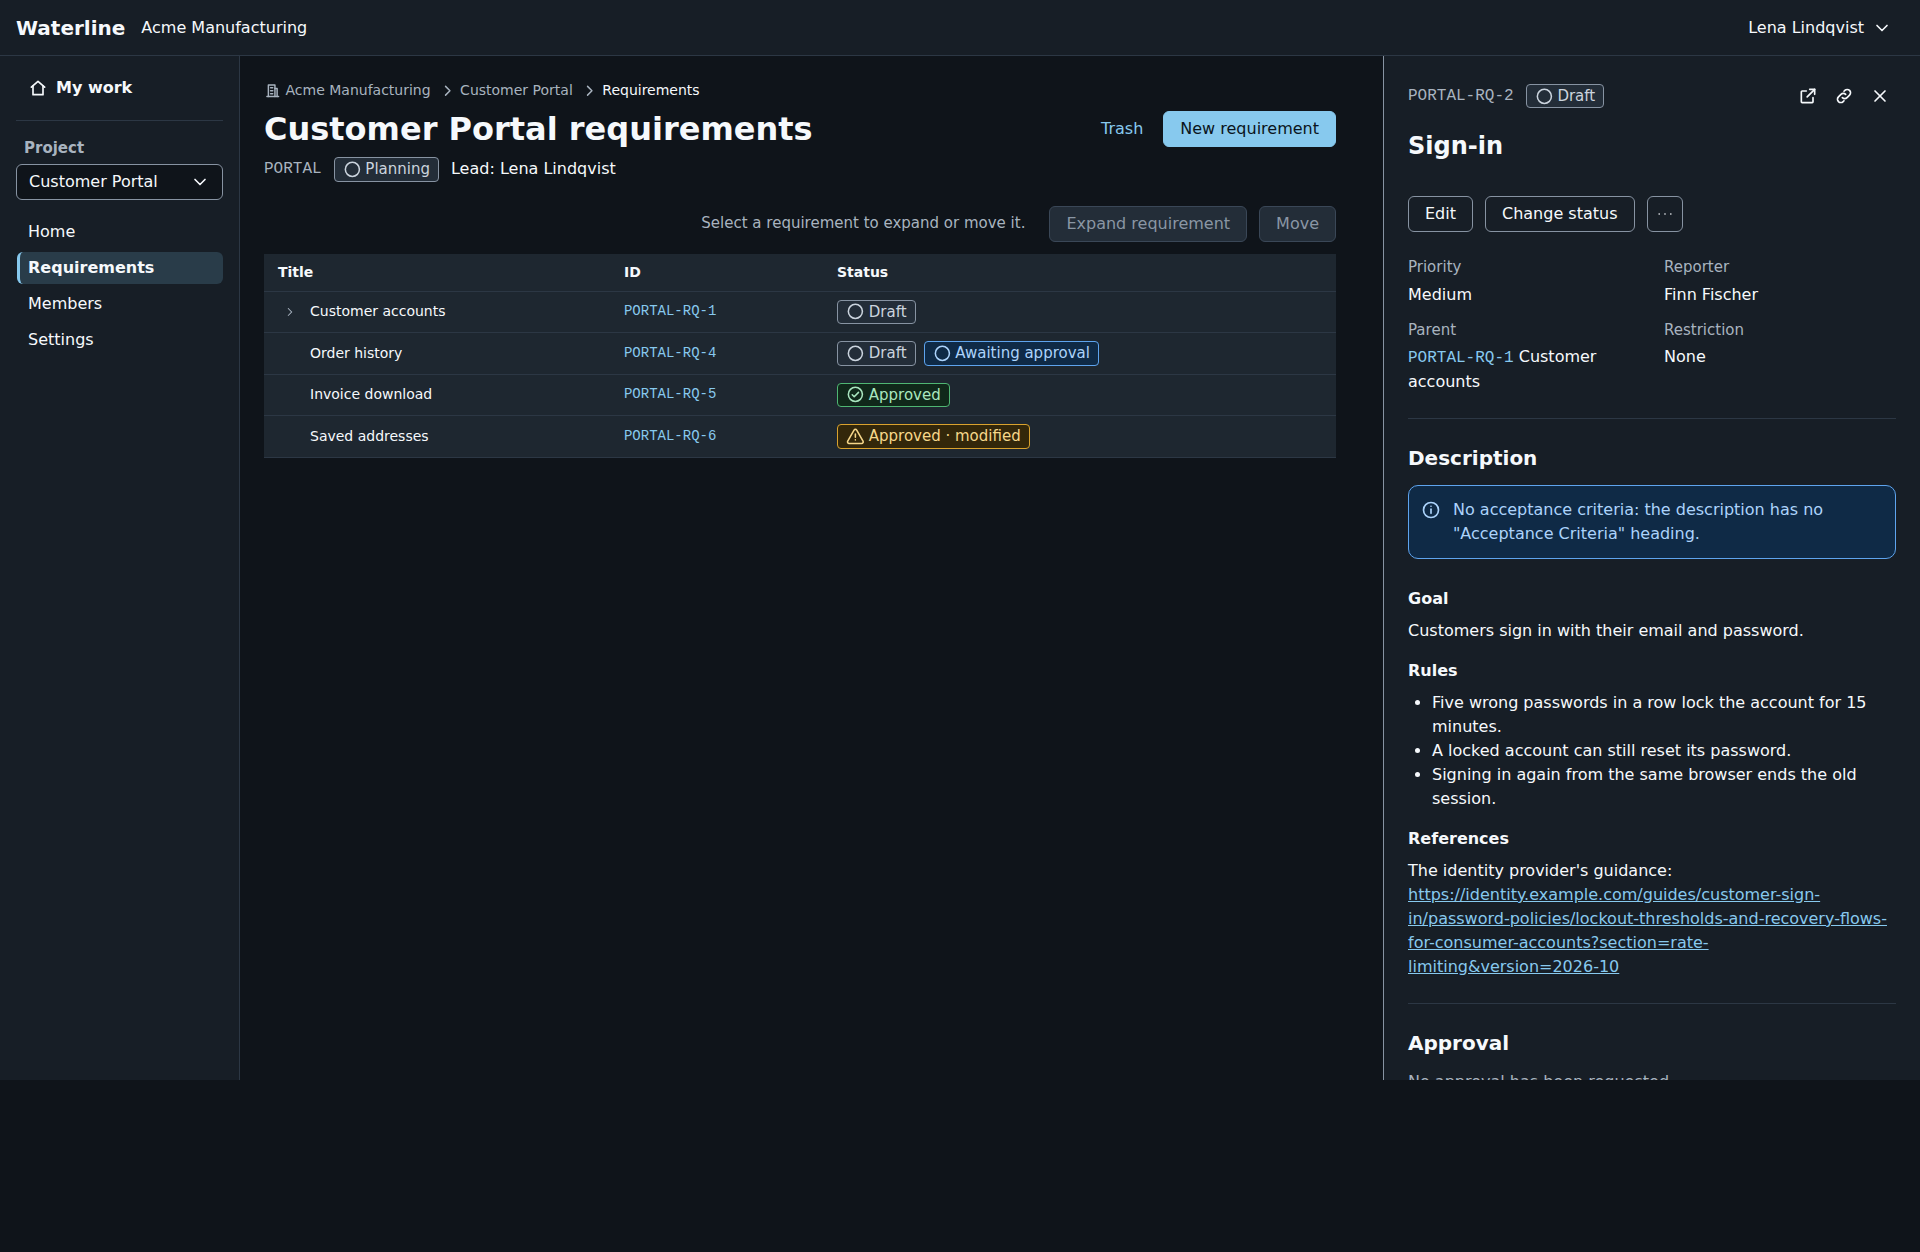 Waterline Acme Manufacturing
Lena Lindqvist
My work
Project
Customer Portal
Home
Requirements
Members
Settings
Acme Manufacturing > Customer Portal > Requirements
Customer Portal requirements
Trash
New requirement
PORTAL Planning Lead: Lena Lindqvist
Select a requirement to expand or move it.
Expand requirement
Move
Title ID Status
Customer accounts PORTAL-RQ-1 Draft
Order history PORTAL-RQ-4 Draft Awaiting approval
Invoice download PORTAL-RQ-5 Approved
Saved addresses PORTAL-RQ-6 Approved · modified
PORTAL-RQ-2 Draft
Sign-in
Edit
Change status
···
Priority
Medium
Reporter
Finn Fischer
Parent
PORTAL-RQ-1 Customer
accounts
Restriction
None
Description
No acceptance criteria: the description has no
"Acceptance Criteria" heading.
Goal
Customers sign in with their email and password.
Rules
• Five wrong passwords in a row lock the account for 15
minutes.
• A locked account can still reset its password.
• Signing in again from the same browser ends the old
session.
References
The identity provider's guidance:
https://identity.example.com/guides/customer-sign-
in/password-policies/lockout-thresholds-and-recovery-flows-
for-consumer-accounts?section=rate-
limiting&version=2026-10
Approval
No approval has been requested